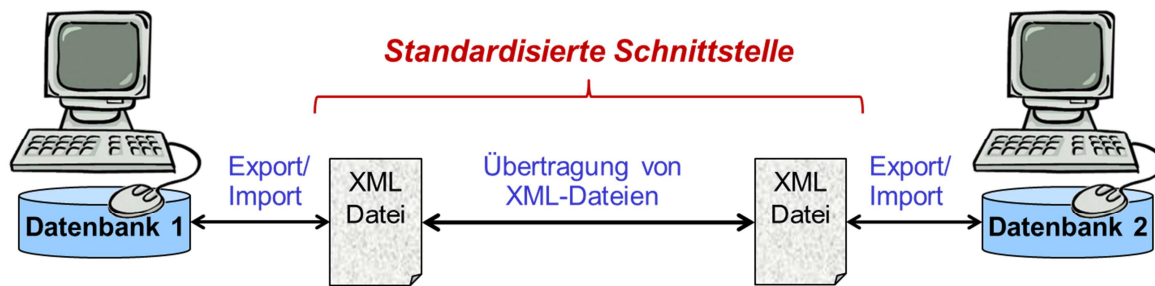 Standardisierte Schnittstelle
Export/
Import
XML
Datei
Übertragung von
XML-Dateien
XML
Datei
Export/
Import
Datenbank 1
Datenbank 2